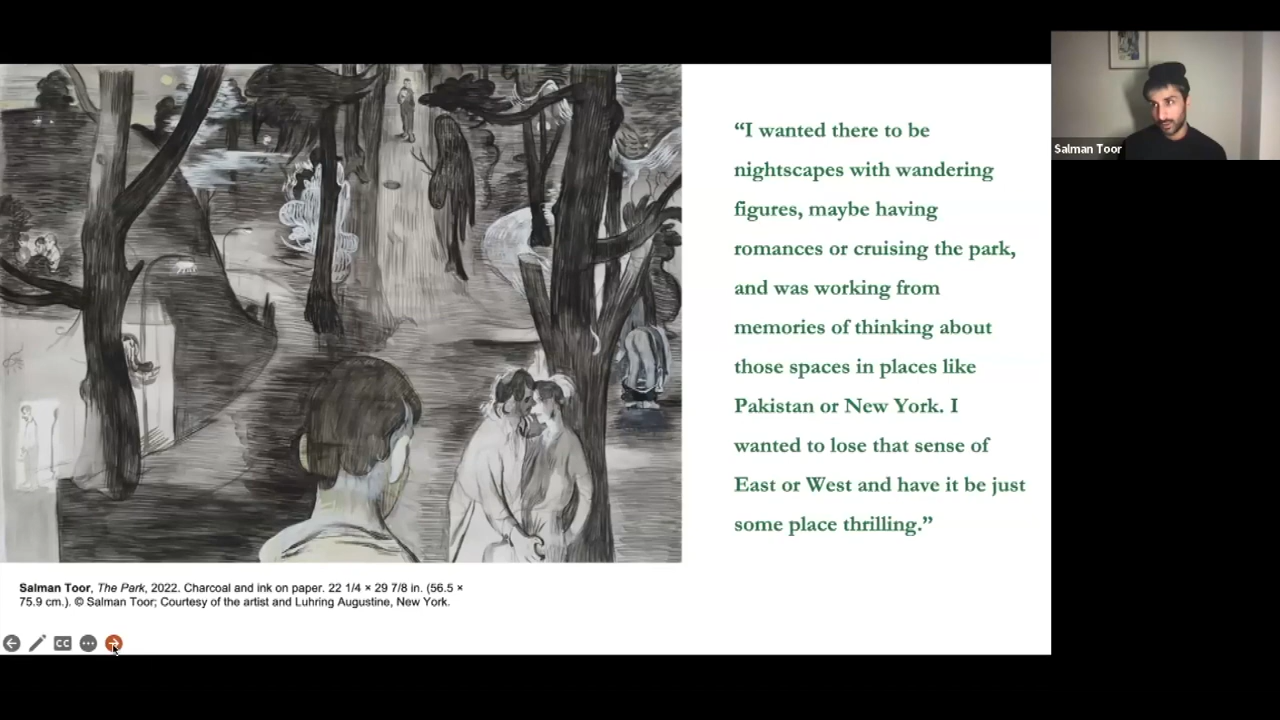 “I wanted there to be
nightscapes with wandering
figures, maybe having
romances or cruising the park,
and was working from
memories of thinking about
those spaces in places like
Pakistan or New York. I
wanted to lose that sense of
East or West and have it be just
some place thrilling.”
Salman Toor
Salman Toor, The Park, 2022. Charcoal and ink on paper. 22 1/4 × 29 7/8 in. (56.5 ×
75.9 cm.). © Salman Toor; Courtesy of the artist and Luhring Augustine, New York.
CC